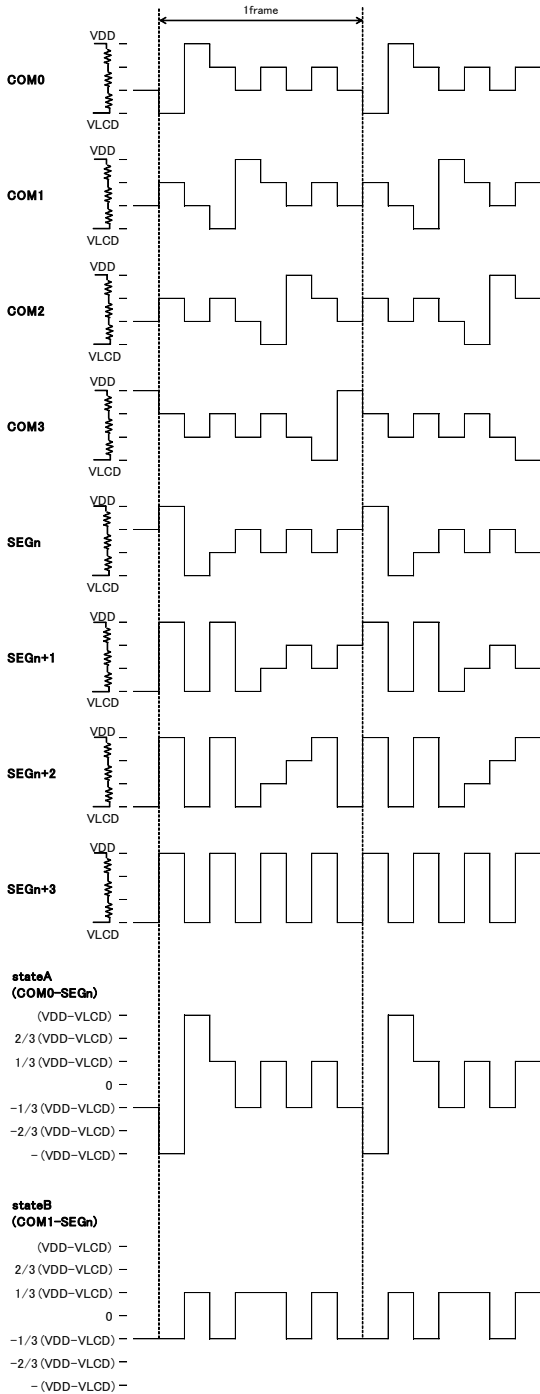 1frame
VDD
COM0
VLCD
VDD
COM1
VLCD
VDD
COM2
VLCD
VDD
COM3
VLCD
VDD
SEGn
VLCD
VDD
SEGn+1
VLCD
VDD
SEGn+2
VLCD
VDD
SEGn+3
VLCD
stateA
(COM0-SEGn)
(VDD-VLCD)
2/3(VDD-VLCD)
1/3(VDD-VLCD)
0
-1/3(VDD-VLCD)
-2/3(VDD-VLCD)
-(VDD-VLCD)
stateB
(COM1-SEGn)
(VDD-VLCD)
2/3(VDD-VLCD)
1/3(VDD-VLCD)
0
-1/3(VDD-VLCD)
-2/3(VDD-VLCD)
-(VDD-VLCD)